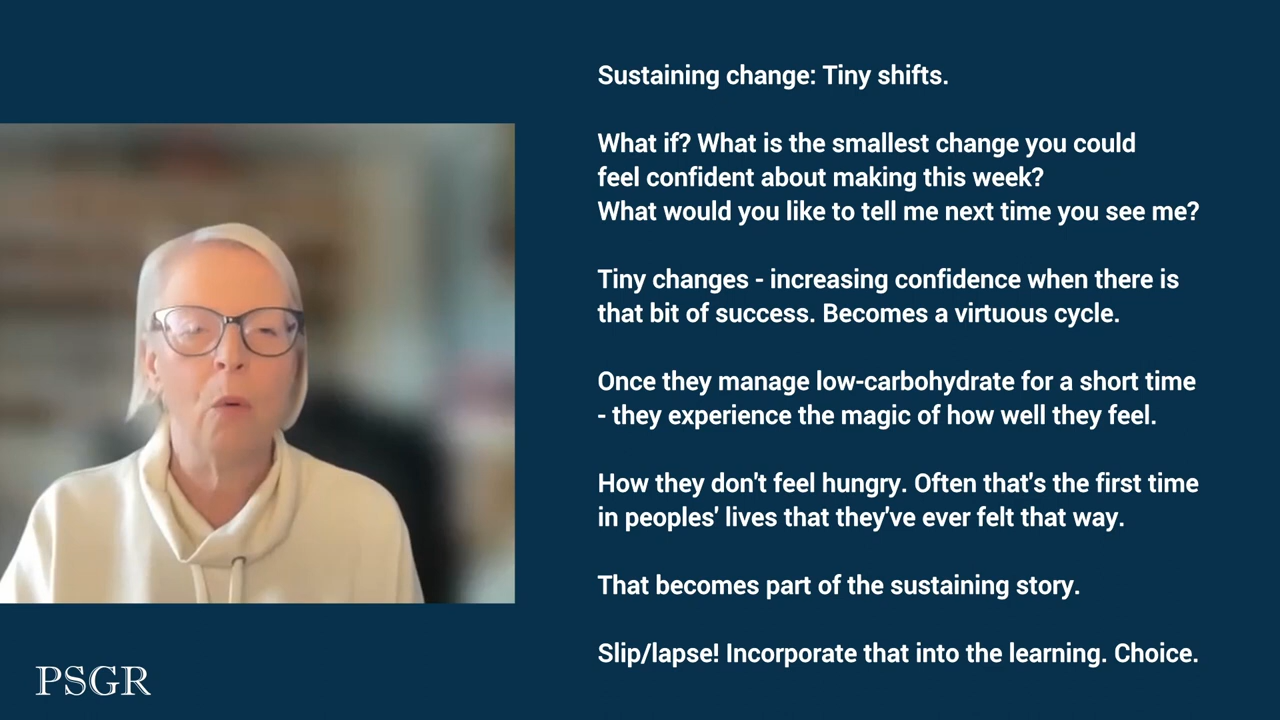 Sustaining change: Tiny shifts.
What if? What is the smallest change you could
feel confident about making this week?
What would you like to tell me next time you see me?
Tiny changes - increasing confidence when there is
that bit of success. Becomes a virtuous cycle.
Once they manage low-carbohydrate for a short time
- they experience the magic of how well they feel.
How they don't feel hungry. Often that's the first time
in peoples' lives that they've ever felt that way.
That becomes part of the sustaining story.
Slip/lapse! Incorporate that into the learning. Choice.
PSGR